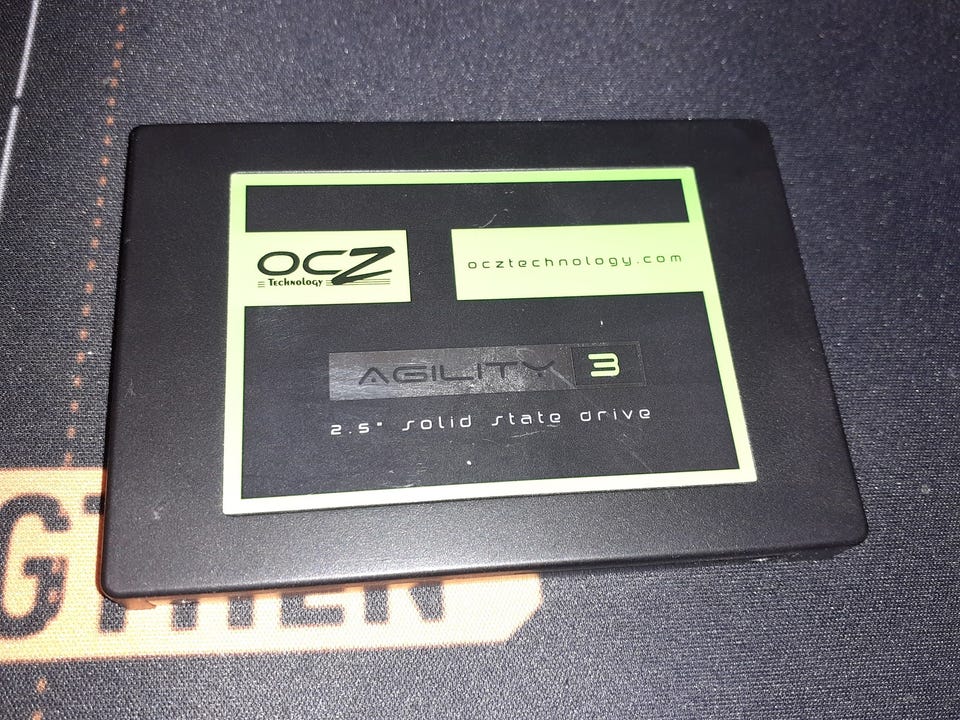 OCZ
Technology
ocztechnology.com
AGILITY 3
2.5" solid state drive